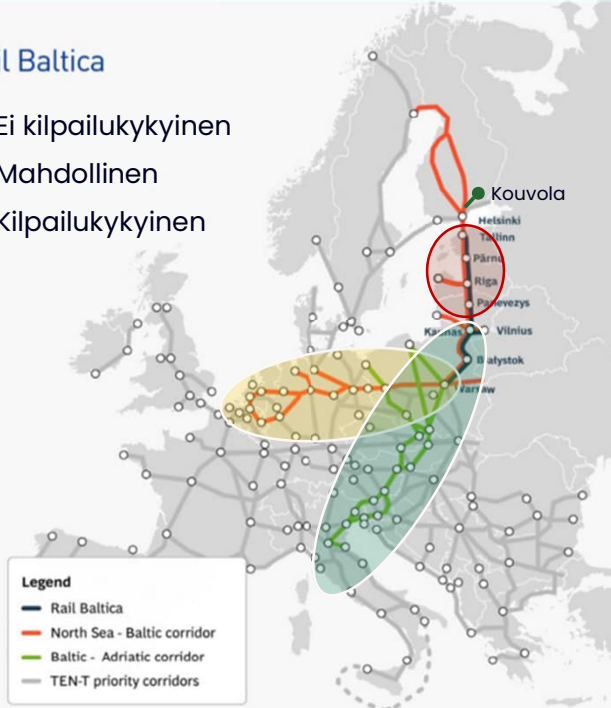 il Baltica
Ei kilpailukykyinen
Mahdollinen
Kilpailukykyinen
Kouvola
Helsinki
Tallinn
Pärnu
Riga
Panevezys
Kaunas
Vilnius
Białystok
Warsaw
Legend
Rail Baltica
North Sea - Baltic corridor
Baltic - Adriatic corridor
TEN-T priority corridors